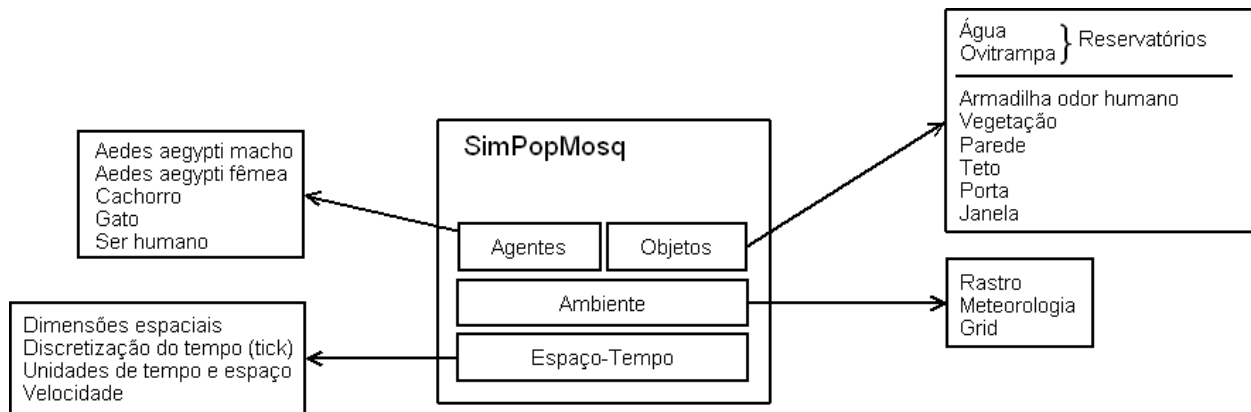 Água
Ovitrampa
Reservatórios
Armadilha odor humano
Vegetação
Parede
Teto
Porta
Janela
SimPopMosq
Aedes aegypti macho
Aedes aegypti fêmea
Cachorro
Gato
Ser humano
Agentes
Objetos
Ambiente
Rastro
Meteorologia
Grid
Dimensões espaciais
Discretização do tempo (tick)
Unidades de tempo e espaço
Velocidade
Espaço-Tempo